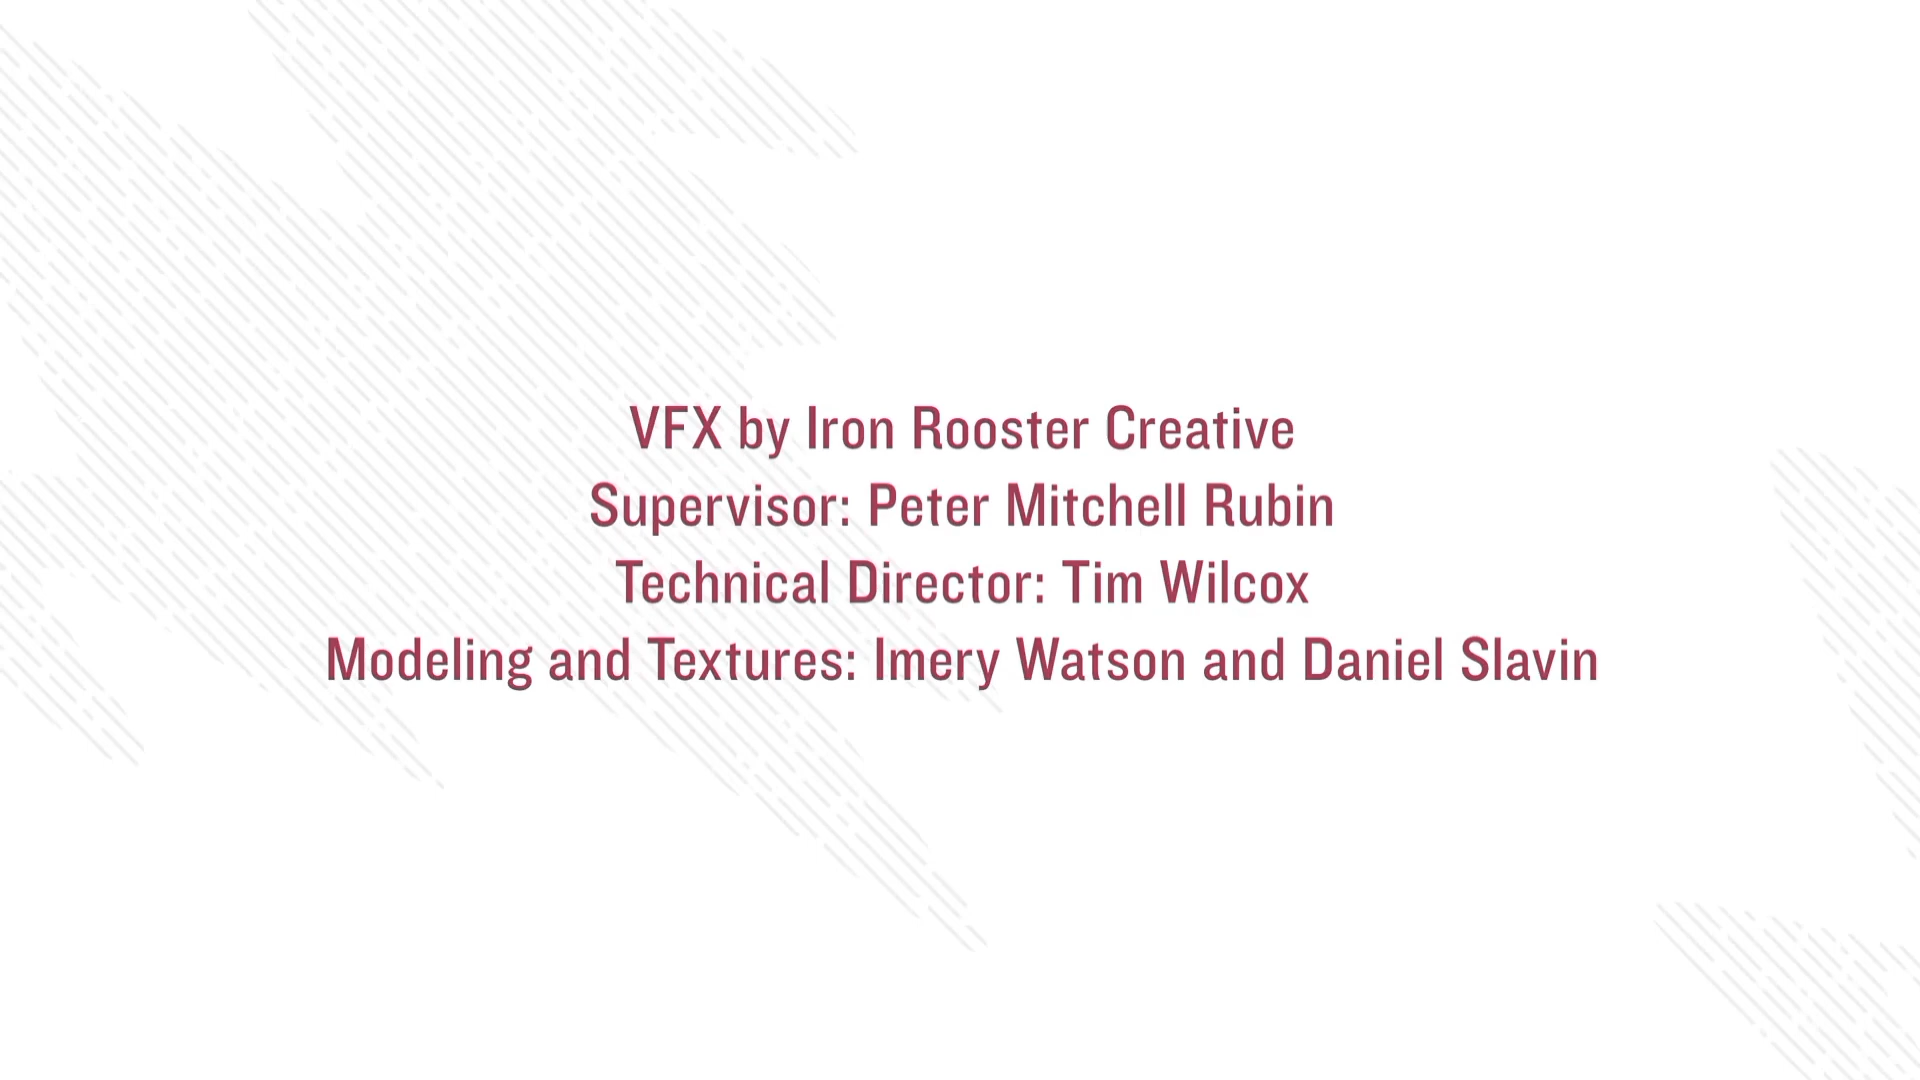 VFX by Iron Rooster Creative
Supervisor: Peter Mitchell Rubin
Technical Director: Tim Wilcox
Modeling and Textures: Imery Watson and Daniel Slavin